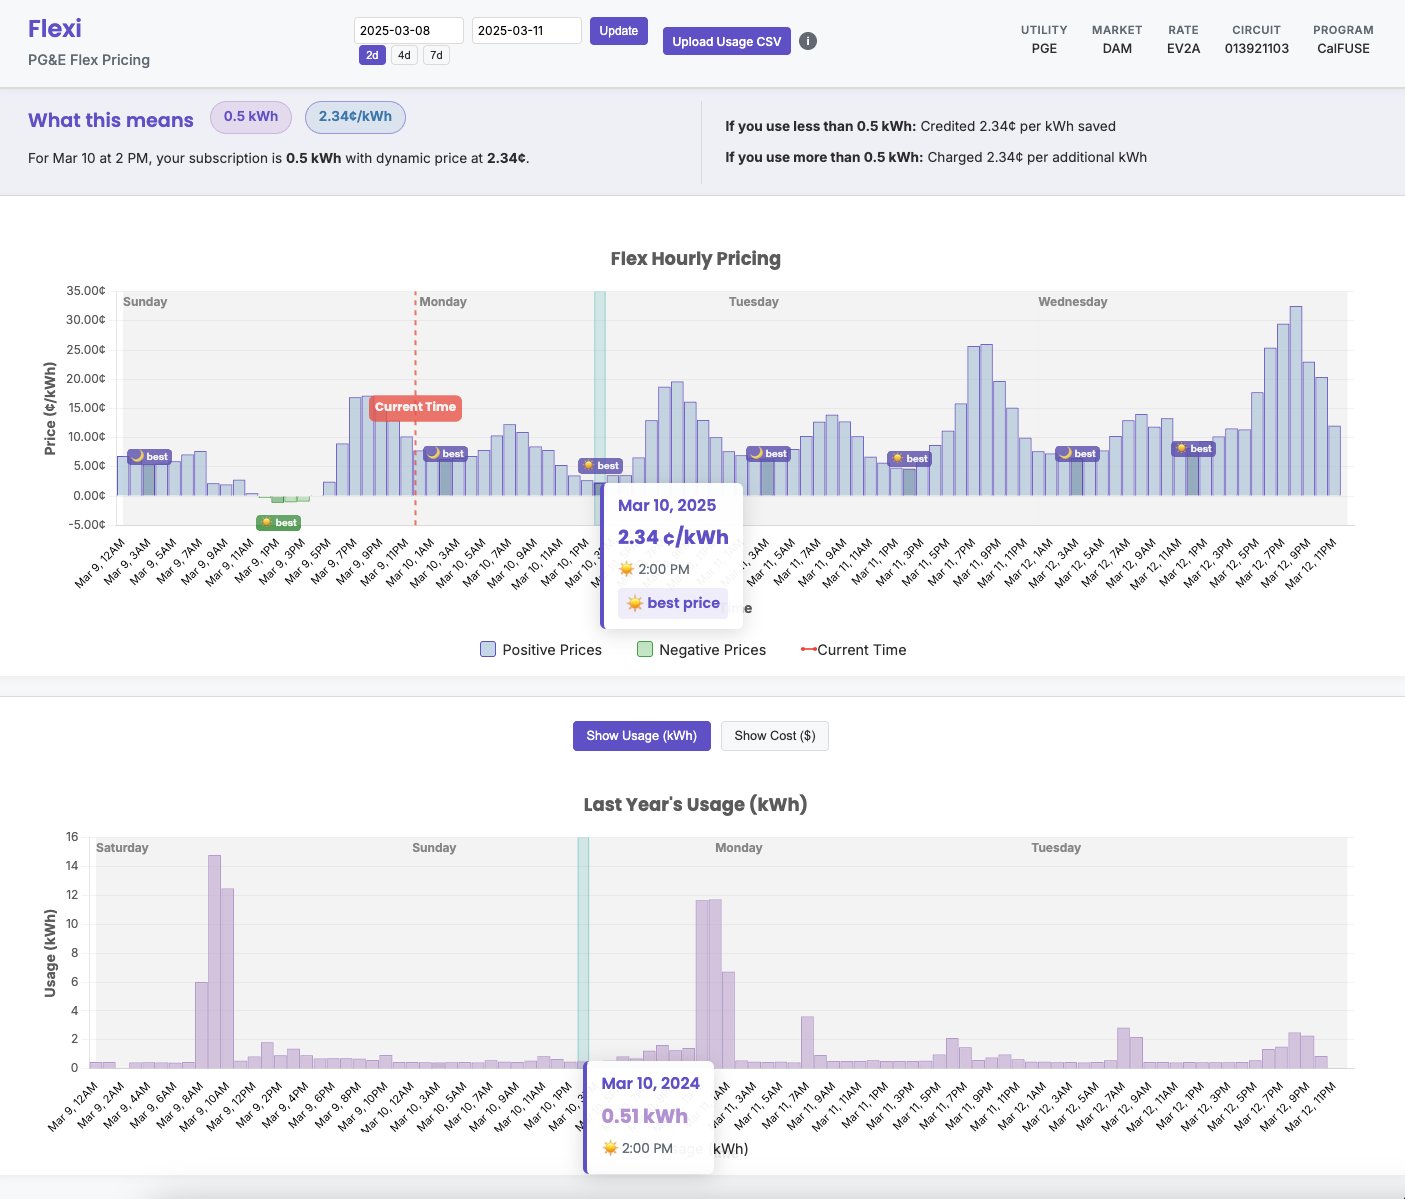 Flexi
PG&E Flex Pricing
2025-03-08
2025-03-11
Update
2d
4d
7d
Upload Usage CSV
i
UTILITY MARKET RATE CIRCUIT PROGRAM
PGE DAM EV2A 013921103 CalFUSE
What this means
0.5 kWh
2.34¢/kWh
For Mar 10 at 2 PM, your subscription is 0.5 kWh with dynamic price at 2.34¢.
If you use less than 0.5 kWh: Credited 2.34¢ per kWh saved
If you use more than 0.5 kWh: Charged 2.34¢ per additional kWh
Flex Hourly Pricing
Price (¢/kWh)
35.00¢
30.00¢
25.00¢
20.00¢
15.00¢
10.00¢
5.00¢
0.00¢
-5.00¢
Sunday Monday Tuesday Wednesday
Current Time
best
best
best
best
best
best
best
best
Mar 9, 12AM
Mar 9, 3AM
Mar 9, 5AM
Mar 9, 7AM
Mar 9, 9AM
Mar 9, 11AM
Mar 9, 1PM
Mar 9, 3PM
Mar 9, 5PM
Mar 9, 7PM
Mar 9, 9PM
Mar 9, 11PM
Mar 10, 1AM
Mar 10, 3AM
Mar 10, 5AM
Mar 10, 7AM
Mar 10, 9AM
Mar 10, 11AM
Mar 10, 1PM
Mar 10,
3AM
Mar 11, 5AM
Mar 11, 7AM
Mar 11, 9AM
Mar 11, 11AM
Mar 11, 1PM
Mar 11, 3PM
Mar 11, 5PM
Mar 11, 7PM
Mar 11, 9PM
Mar 11, 11PM
Mar 12, 1AM
Mar 12, 3AM
Mar 12, 5AM
Mar 12, 7AM
Mar 12, 9AM
Mar 12, 11AM
Mar 12, 1PM
Mar 12, 3PM
Mar 12, 5PM
Mar 12, 7PM
Mar 12, 9PM
Mar 12, 11PM
Mar 10, 2025
2.34 ¢/kWh
2:00 PM
best price
Positive Prices
Negative Prices
Current Time
Show Usage (kWh)
Show Cost ($)
Last Year's Usage (kWh)
Usage (kWh)
16
14
12
10
8
6
4
2
0
Saturday Sunday Monday Tuesday
Mar 9, 12AM
Mar 9, 2AM
Mar 9, 4AM
Mar 9, 6AM
Mar 9, 8AM
Mar 9, 10AM
Mar 9, 12PM
Mar 9, 2PM
Mar 9, 4PM
Mar 9, 6PM
Mar 9, 8PM
Mar 9, 10PM
Mar 10, 12AM
Mar 10, 3AM
Mar 10, 5AM
Mar 10, 7AM
Mar 10, 9AM
Mar 10, 11AM
Mar 10, 1PM
Mar 10,
Mar 11, 3AM
Mar 11, 5AM
Mar 11, 7AM
Mar 11, 9AM
Mar 11, 11AM
Mar 11, 1PM
Mar 11, 3PM
Mar 11, 5PM
Mar 11, 7PM
Mar 11, 9PM
Mar 11, 11PM
Mar 12, 1AM
Mar 12, 3AM
Mar 12, 5AM
Mar 12, 7AM
Mar 12, 9AM
Mar 12, 11AM
Mar 12, 1PM
Mar 12, 3PM
Mar 12, 5PM
Mar 12, 7PM
Mar 12, 9PM
Mar 12, 11PM
Mar 10, 2024
0.51 kWh
2:00 PM
(kWh)